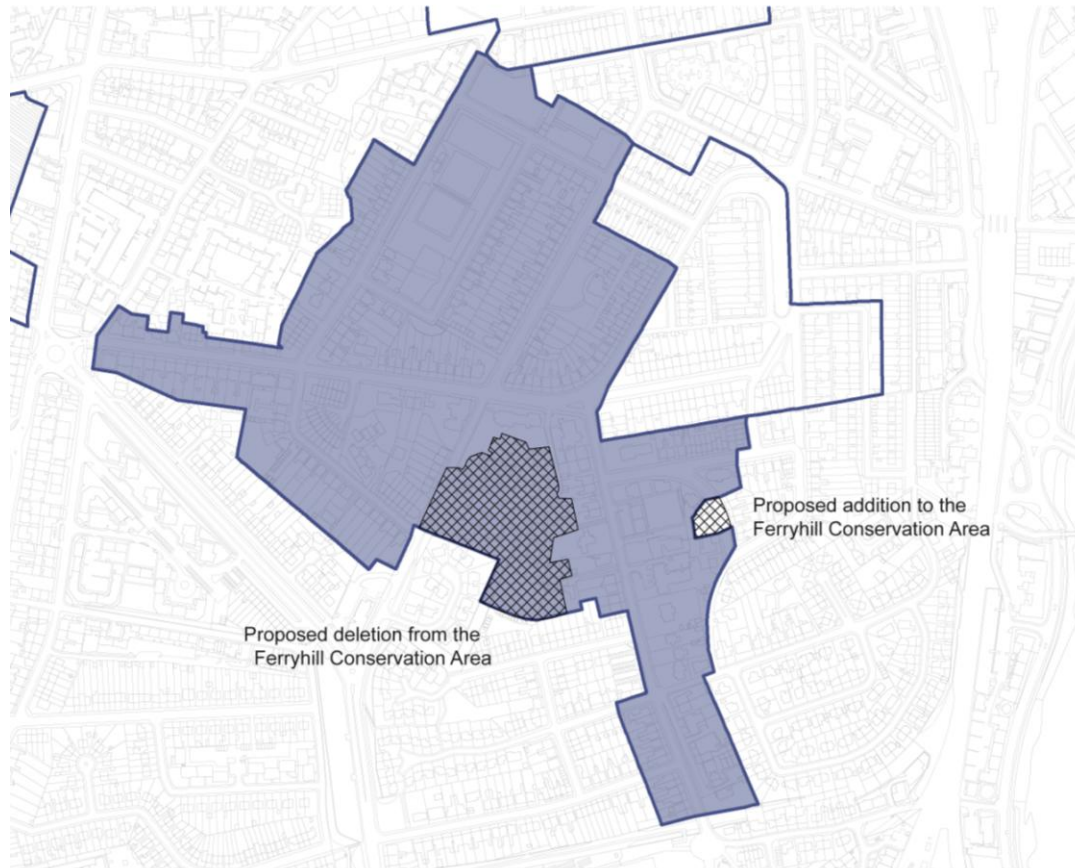 Proposed addition to the
Ferryhill Conservation Area
Proposed deletion from the
Ferryhill Conservation Area